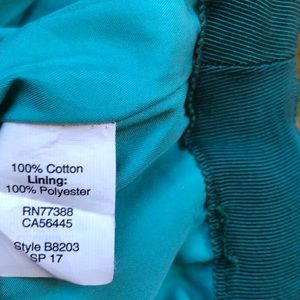 100% Cotton
Lining:
100% Polyester
RN77388
CA56445
Style B8203
SP 17